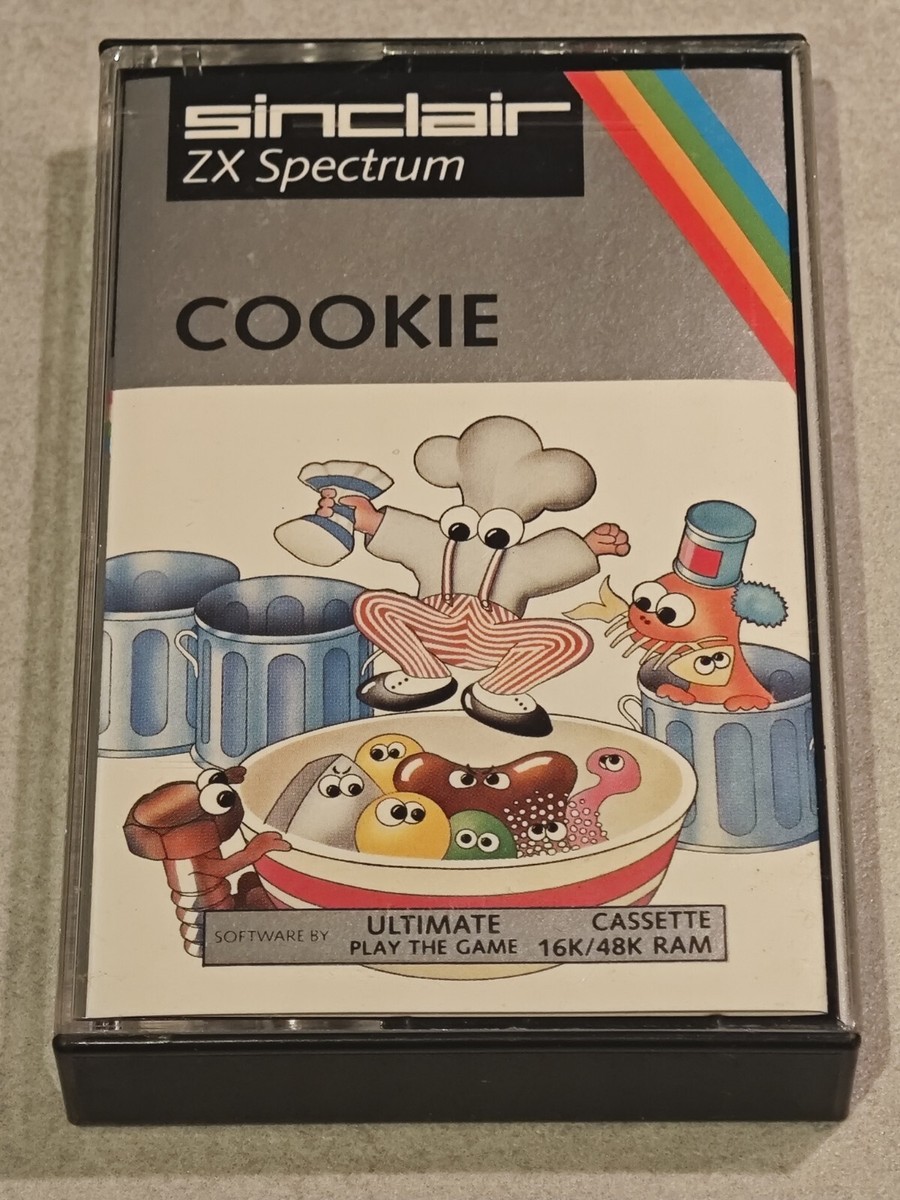 sinclair
ZX Spectrum
COOKIE
SOFTWARE BY
ULTIMATE
PLAY THE GAME
CASSETTE
16K/48K RAM